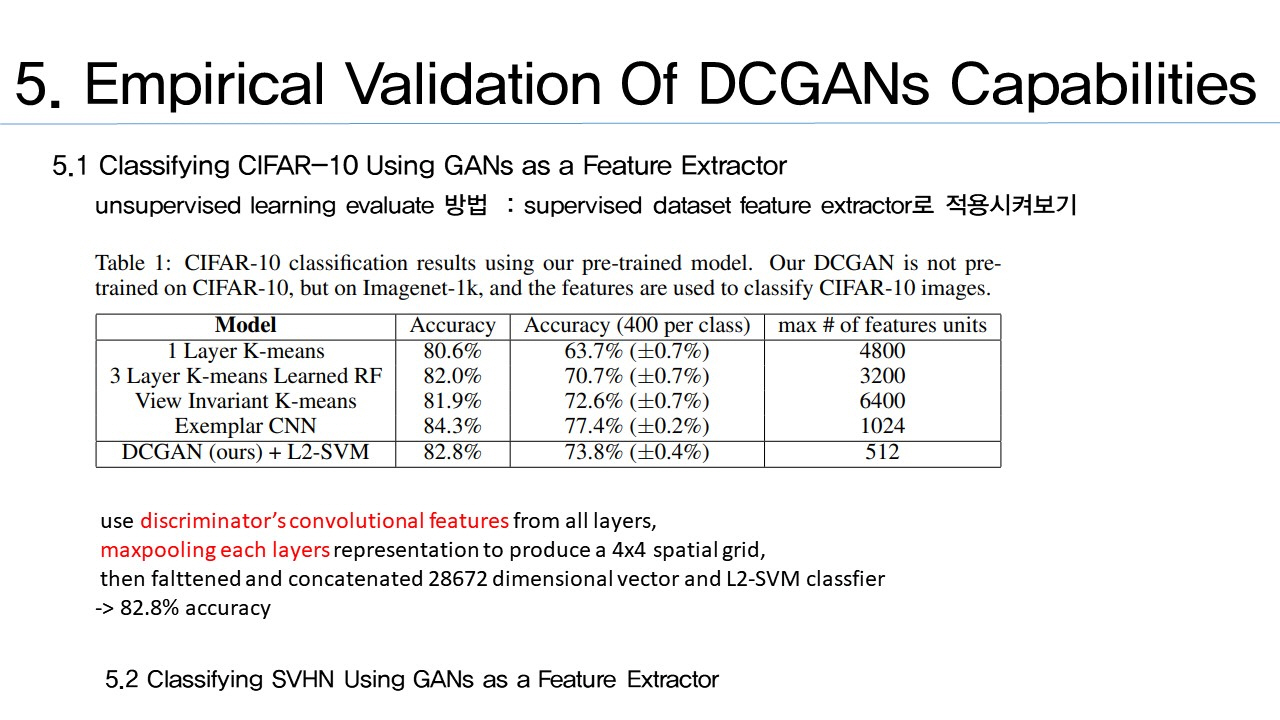 5. Empirical Validation Of DCGANs Capabilities
5.1 Classifying CIFAR-10 Using GANs as a Feature Extractor
unsupervised learning evaluate 방법 : supervised dataset feature extractor로 적용시켜보기
Table 1: CIFAR-10 classification results using our pre-trained model. Our DCGAN is not pre-
trained on CIFAR-10, but on Imagenet-1k, and the features are used to classify CIFAR-10 images.
Model Accuracy Accuracy (400 per class) max # of features units
1 Layer K-means 80.6% 63.7% (±0.7%) 4800
3 Layer K-means Learned RF 82.0% 70.7% (±0.7%) 3200
View Invariant K-means 81.9% 72.6% (±0.7%) 6400
Exemplar CNN 84.3% 77.4% (±0.2%) 1024
DCGAN (ours) + L2-SVM 82.8% 73.8% (±0.4%) 512
use discriminator's convolutional features from all layers,
maxpooling each layers representation to produce a 4x4 spatial grid,
then falttened and concatenated 28672 dimensional vector and L2-SVM classfier
-> 82.8% accuracy
5.2 Classifying SVHN Using GANs as a Feature Extractor